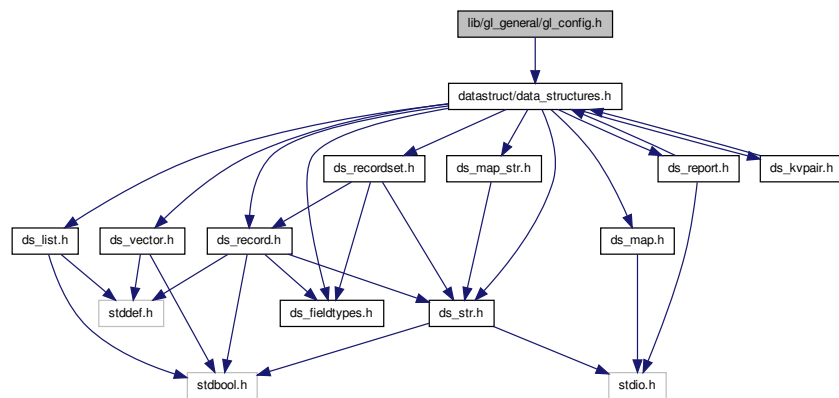 lib/gl_general/gl_config.h
datastruct/data_structures.h
ds_recordset.h
ds_map_str.h
ds_report.h
ds_kvpair.h
ds_list.h
ds_vector.h
ds_record.h
ds_map.h
stddef.h
ds_fieldtypes.h
ds_str.h
stdbool.h
stdio.h